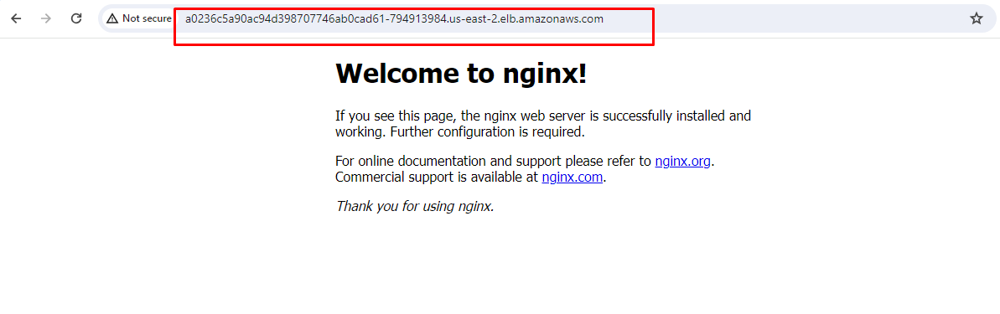 Not secure a0236c5a90ac94d398707746ab0cad61-794913984.us-east-2.elb.amazonaws.com
Welcome to nginx!
If you see this page, the nginx web server is successfully installed and
working. Further configuration is required.
For online documentation and support please refer to nginx.org.
Commercial support is available at nginx.com.
Thank you for using nginx.